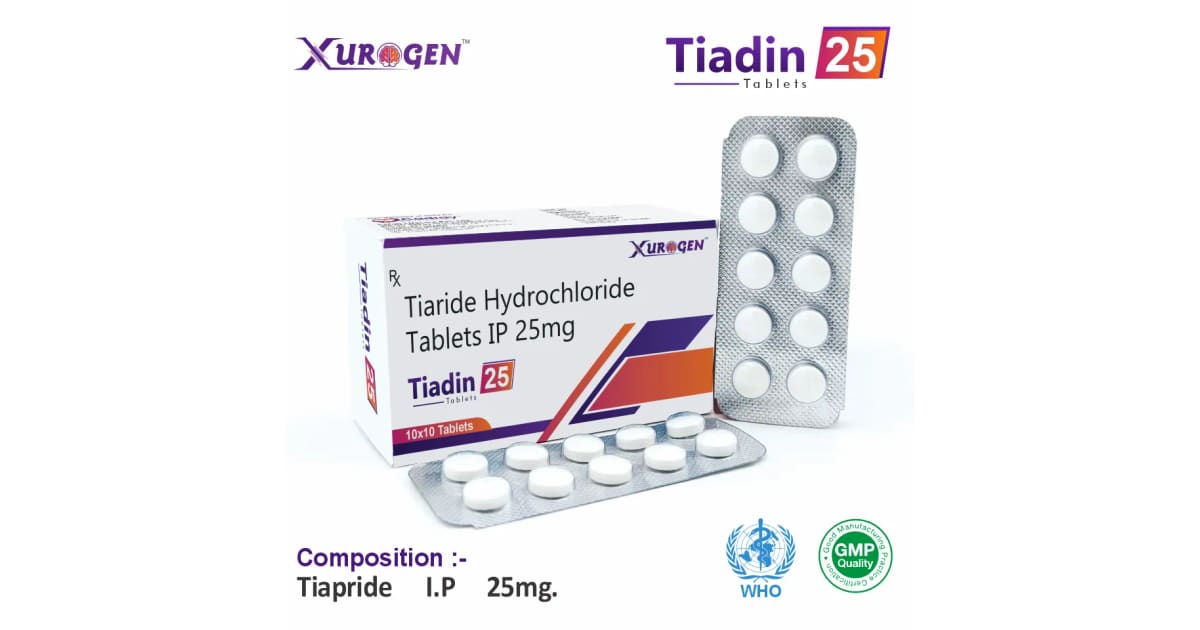 XUROGEN™
Tiadin 25
Tablets
Rx
Tiaride Hydrochloride
Tablets IP 25mg
XUROGEN™
Tiadin 25
Tablets
10x10 Tablets
Tiadin 25
Composition :-
Tiapride I.P 25mg.
WHO
Good Manufacturing
Practice Certification
GMP
Quality